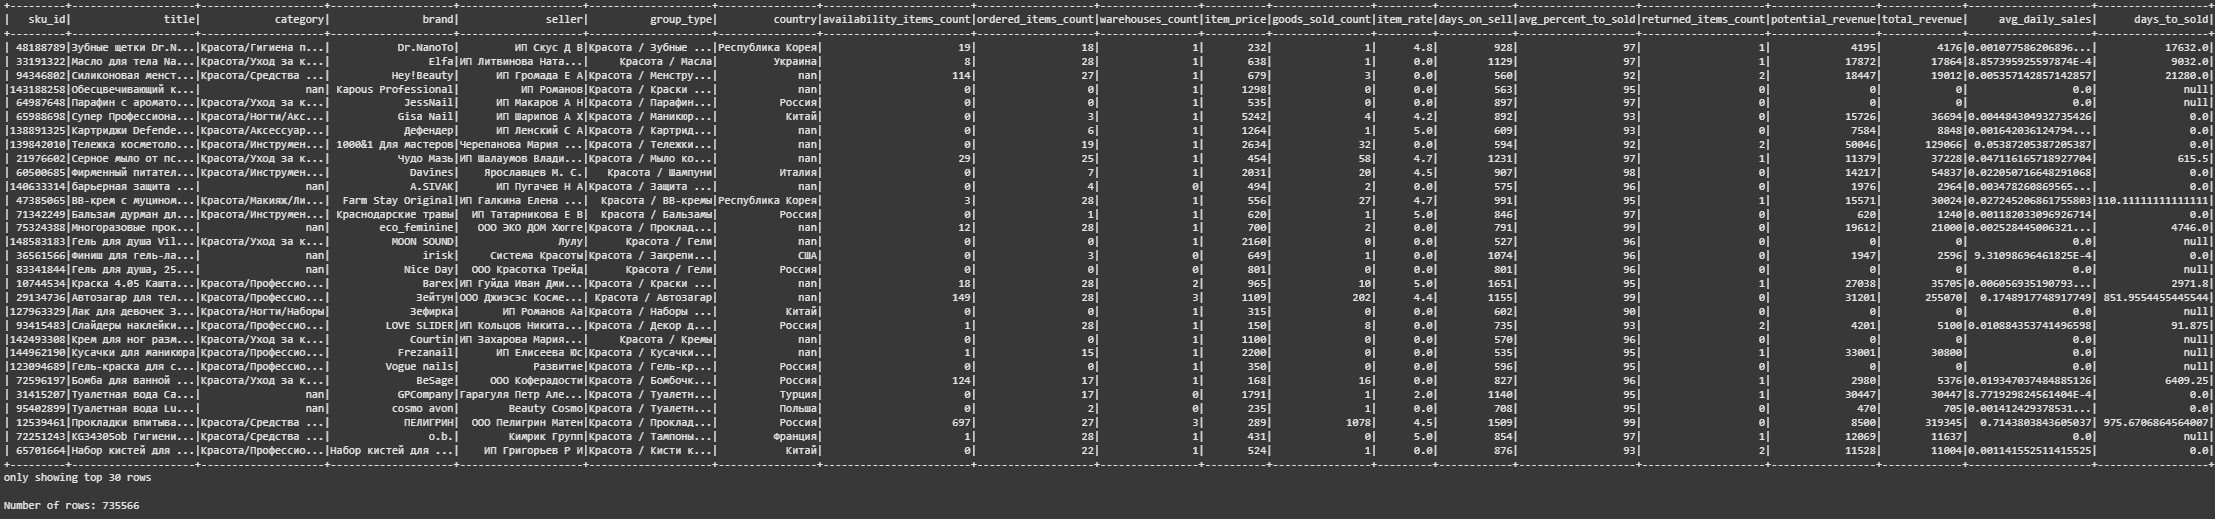 | sku_id| title| category| brand| seller| group_type| country|availability_items_count|ordered_items_count|warehouses_count|item_price|goods_sold_count|item_rate|days_on_sell|avg_percent_to_sold|returned_items_count|potential_revenue|total_revenue| avg_daily_sales| days_to_sold|
| 48188789|Зубные щетки Dr.N...|Красота/Гигиена п...| Dr.NanoTo| ИП Скус Д В|Красота / Зубные ...|Республика Корея| 19| 18| 1| 232| 1| 4.8| 928| 97| 1| 4195| 4176|0.001077586206896...| 17632.0|
| 33191322|Масло для тела Na...|Красота/Уход за к...| Elfa|ИП Литвинова Ната...| Красота / Масла| Украина| 8| 28| 1| 638| 1| 0.0| 1129| 97| 1| 17872| 17864|8.857395925597874E-4| 9032.0|
| 94346802|Силиконовая менст...|Красота/Средства ...| Hey!Beauty| ИП Громада Е А|Красота / Менстру...| nan| 114| 27| 1| 679| 3| 0.0| 560| 92| 2| 18447| 19012|0.005357142857142857| 21280.0|
|143188258|Обесцвечивающий к...| nan| Kapous Professional| ИП Романов|Красота / Краски ...| nan| 0| 0| 1| 1298| 0| 0.0| 563| 95| 0| 0| 0| 0.0| null|
| 64987648|Парафин с аромато...|Красота/Уход за к...| JessNail| ИП Макаров А Н|Красота / Парафин...| Россия| 0| 0| 1| 535| 0| 0.0| 897| 97| 0| 0| 0| 0.0| null|
| 65988698|Супер Профессиона...|Красота/Ногти/Акс...| Gisa Nail| ИП Шарипов А Х|Красота / Маникюр...| Китай| 0| 3| 1| 5242| 4| 4.2| 892| 93| 0| 15726| 36694|0.004484304932735426| 0.0|
|138891325|Картриджи Defende...|Красота/Аксессуар...| Дефендер| ИП Ленский С А|Красота / Картрид...| nan| 0| 6| 1| 1264| 1| 5.0| 609| 93| 0| 7584| 8848|0.001642036124794...| 0.0|
|139842010|Тележка косметоло...|Красота/Инструмен...| 1000&1 Для мастеров|Черепанова Мария ...|Красота / Тележки...| nan| 0| 19| 1| 2634| 32| 0.0| 594| 92| 2| 50046| 129066| 0.05387205387205387| 0.0|
| 21976602|Серное мыло от пс...|Красота/Уход за к...| Чудо Мазь|ИП Шалаумов Влади...|Красота / Мыло ко...| nan| 29| 25| 1| 454| 58| 4.7| 1231| 97| 1| 11379| 37228|0.047116165718927704| 615.5|
| 60500685|Фирменный питател...|Красота/Инструмен...| Davines| Ярославцев М. С.| Красота / Шампуни| Италия| 0| 7| 1| 2031| 20| 4.5| 907| 98| 0| 14217| 54837|0.022050716648291068| 0.0|
|140633314| барьерная защита ...| nan| A.SIVAK| ИП Пугачев Н А|Красота / Защита ...| nan| 0| 4| 0| 494| 2| 0.0| 575| 96| 0| 1976| 2964|0.003478260869565...| 0.0|
| 47385065|BB-крем с муцином...|Красота/Макияж/Ли...| Farm Stay Original|ИП Галкина Елена ...| Красота / BB-кремы|Республика Корея| 3| 28| 1| 556| 27| 4.7| 991| 95| 1| 15571| 30024|0.027245206861755803|110.11111111111111|
| 71342249|Бальзам дурман дл...|Красота/Инструмен...| Краснодарские травы| ИП Татарникова Е В| Красота / Бальзамы| Россия| 0| 1| 1| 620| 1| 5.0| 846| 97| 0| 620| 1240|0.001182033096926714| 0.0|
| 75324388|Многоразовые прок...| nan| eco_feminine| ООО ЭКО ДОМ Хюгге|Красота / Проклад...| nan| 12| 28| 1| 700| 2| 0.0| 791| 99| 0| 19612| 21000|0.002528445006321...| 4746.0|
|148583183|Гель для душа Vil...|Красота/Уход за к...| MOON SOUND| Лулу| Красота / Гели| nan| 0| 0| 1| 2160| 0| 0.0| 527| 96| 0| 0| 0| 0.0| null|
| 36561566|Финиш для гель-ла...| nan| irisk| Система Красоты|Красота / Закрепи...| США| 0| 3| 0| 649| 1| 0.0| 1074| 96| 0| 1947| 2596| 9.31098696461825E-4| 0.0|
| 83341844|Гель для душа, 25...| nan| Nice Day| ООО Красотка Трейд| Красота / Гели| Россия| 0| 0| 0| 801| 0| 0.0| 801| 96| 0| 0| 0| 0.0| null|
| 10744534|Краска 4.05 Кашта...|Красота/Профессио...| Barex|ИП Гуйда Иван Дми...|Красота / Краски ...| nan| 18| 28| 2| 965| 10| 5.0| 1651| 95| 0| 27038| 35705|0.006056935190793...| 2971.8|
| 29134736|Автозагар для тел...|Красота/Профессио...| Зейтун|ООО Джиэсэс Косме...| Красота / Автозагар| nan| 149| 28| 3| 1109| 202| 4.4| 1155| 99| 0| 31201| 255070| 0.1748917748917749| 851.9554455445544|
|127963329|Лак для девочек З...|Красота/Ногти/Наборы| Зефирка| ИП Романов Аа|Красота / Наборы ...| Китай| 0| 0| 1| 315| 0| 0.0| 602| 90| 0| 0| 0| 0.0| null|
| 93415483|Слайдеры наклейки...|Красота/Профессио...| LOVE SLIDER|ИП Кольцов Никита...|Красота / Декор д...| Россия| 1| 28| 1| 150| 8| 0.0| 735| 93| 2| 4201| 5100|0.010884353741496598| 91.875|
|142493308|Крем для ног разм...|Красота/Уход за к...| Courtin|ИП Захарова Мария...| Красота / Кремы| nan| 0| 0| 1| 1100| 0| 0.0| 570| 96| 0| 0| 0| 0.0| null|
|144962190|Кусачки для маникюра|Красота/Профессио...| Frezanail| ИП Елисеева Юс|Красота / Кусачки...| nan| 1| 15| 1| 2200| 0| 0.0| 535| 95| 1| 33001| 30800| 0.0| null|
|123094689|Гель-краска для с...|Красота/Профессио...| Vogue nails| Развитие|Красота / Гель-кр...| Россия| 0| 0| 1| 350| 0| 0.0| 596| 95| 0| 0| 0| 0.0| null|
| 72596197|Бомба для ванной ...|Красота/Уход за к...| BeSage| ООО Коферадости|Красота / Бомбочк...| Россия| 124| 17| 1| 168| 16| 0.0| 827| 96| 1| 2980| 5376|0.019347037484885126| 6409.25|
| 31415207|Туалетная вода Ca...| nan| GPCompany|Гарагуля Петр Але...|Красота / Туалетн...| Турция| 0| 17| 0| 1791| 1| 2.0| 1140| 95| 1| 30447| 30447|8.771929824561404E-4| 0.0|
| 95402899|Туалетная вода Lu...| nan| cosmo avon| Beauty Cosmo|Красота / Туалетн...| Польша| 0| 2| 0| 235| 1| 0.0| 708| 95| 0| 470| 705|0.001412429378531...| 0.0|
| 12539461|Прокладки впитыва...|Красота/Средства ...| ПЕЛИГРИН| ООО Пелигрин Матен|Красота / Проклад...| Россия| 697| 27| 3| 289| 1078| 4.5| 1509| 99| 0| 8500| 319345| 0.7143803843605037| 975.6706864564007|
| 72251243|KG34305ob Гигиени...|Красота/Средства ...| o.b.| Кимрик Групп|Красота / Тампоны...| Франция| 1| 28| 1| 431| 0| 5.0| 854| 97| 1| 12069| 11637| 0.0| null|
| 65701664|Набор кистей для ...|Красота/Профессио...|Набор кистей для ...| ИП Григорьев Р И|Красота / Кисти к...| Китай| 0| 22| 1| 524| 1| 0.0| 876| 93| 2| 11528| 11004|0.001141552511415525| 0.0|
only showing top 30 rows
Number of rows: 735566